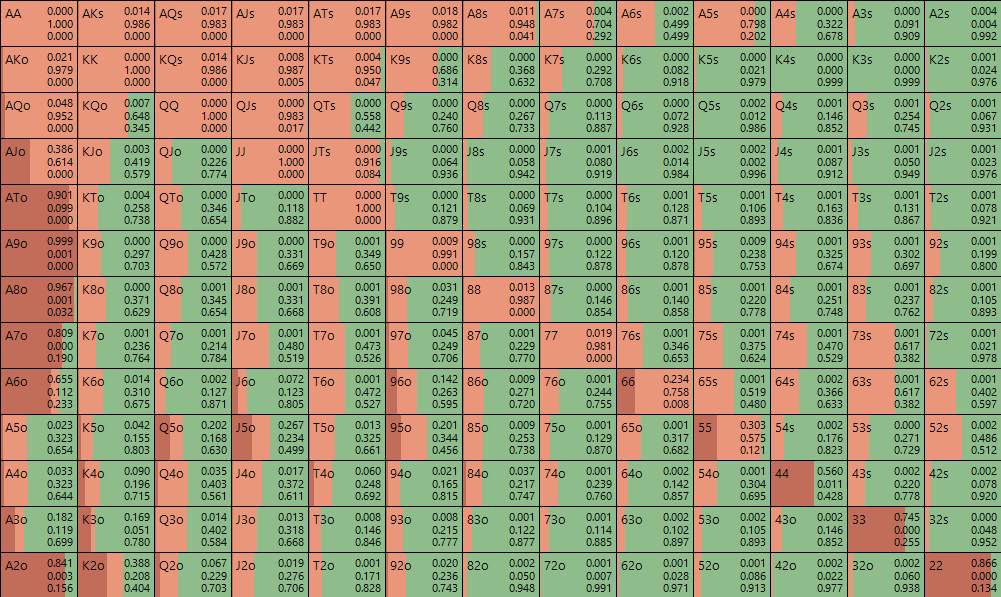 AA 0.000 AKs 0.014 AQs 0.017 AJs 0.017 ATs 0.017 A9s 0.018 A8s 0.011 A7s 0.004 A6s 0.002 A5s 0.000 A4s 0.000 A3s 0.000 A2s 0.004
1.000 0.986 0.983 0.983 0.983 0.982 0.948 0.704 0.499 0.798 0.322 0.091 0.004
0.000 0.000 0.000 0.000 0.000 0.000 0.041 0.292 0.499 0.202 0.678 0.909 0.992
AKo 0.021 KK 0.000 KQs 0.014 KJs 0.008 KTs 0.004 K9s 0.000 K8s 0.000 K7s 0.000 K6s 0.000 K5s 0.000 K4s 0.000 K3s 0.000 K2s 0.001
0.979 1.000 0.986 0.987 0.950 0.686 0.368 0.292 0.082 0.021 0.000 0.000 0.024
0.000 0.000 0.000 0.005 0.047 0.314 0.632 0.708 0.918 0.979 0.999 0.999 0.976
AQo 0.048 KQo 0.007 QQ 0.000 QJs 0.000 QTs 0.000 Q9s 0.000 Q8s 0.000 Q7s 0.000 Q6s 0.000 Q5s 0.002 Q4s 0.001 Q3s 0.001 Q2s 0.001
0.952 0.648 1.000 0.983 0.558 0.240 0.267 0.113 0.072 0.012 0.146 0.254 0.067
0.000 0.345 0.000 0.017 0.442 0.760 0.733 0.887 0.928 0.986 0.852 0.745 0.931
AJo 0.386 KJo 0.003 QJo 0.000 JJ 0.000 JTs 0.000 J9s 0.000 J8s 0.000 J7s 0.001 J6s 0.002 J5s 0.002 J4s 0.001 J3s 0.001 J2s 0.001
0.614 0.419 0.226 1.000 0.916 0.064 0.058 0.080 0.014 0.002 0.087 0.050 0.023
0.000 0.579 0.774 0.000 0.084 0.936 0.942 0.919 0.984 0.996 0.912 0.949 0.976
ATo 0.901 KTo 0.004 QTo 0.000 JTo 0.000 TT 0.000 T9s 0.000 T8s 0.000 T7s 0.000 T6s 0.001 T5s 0.001 T4s 0.001 T3s 0.001 T2s 0.001
0.099 0.258 0.346 0.118 1.000 0.121 0.069 0.104 0.128 0.106 0.163 0.131 0.078
0.000 0.738 0.654 0.882 0.000 0.879 0.931 0.896 0.871 0.893 0.836 0.867 0.921
A9o 0.999 K9o 0.000 Q9o 0.000 J9o 0.000 T9o 0.001 99 0.009 98s 0.000 97s 0.000 96s 0.001 95s 0.009 94s 0.001 93s 0.001 92s 0.001
0.001 0.297 0.428 0.331 0.349 0.991 0.157 0.122 0.120 0.238 0.325 0.302 0.199
0.000 0.703 0.572 0.669 0.650 0.000 0.843 0.878 0.878 0.753 0.674 0.697 0.800
A8o 0.967 K8o 0.000 Q8o 0.001 J8o 0.001 T8o 0.001 98o 0.031 88 0.013 87s 0.000 86s 0.001 85s 0.001 84s 0.001 83s 0.001 82s 0.001
0.001 0.371 0.345 0.331 0.391 0.249 0.987 0.146 0.140 0.220 0.251 0.237 0.105
0.032 0.629 0.654 0.668 0.608 0.719 0.000 0.854 0.858 0.778 0.748 0.762 0.893
A7o 0.809 K7o 0.001 Q7o 0.001 J7o 0.001 T7o 0.001 97o 0.045 87o 0.001 77 0.019 76s 0.001 75s 0.001 74s 0.001 73s 0.001 72s 0.001
0.000 0.236 0.214 0.480 0.473 0.249 0.229 0.981 0.346 0.375 0.470 0.617 0.021
0.190 0.764 0.784 0.519 0.526 0.706 0.770 0.000 0.653 0.624 0.529 0.382 0.978
A6o 0.655 K6o 0.014 Q6o 0.002 J6o 0.072 T6o 0.001 96o 0.142 86o 0.009 76o 0.001 66 0.234 65s 0.001 64s 0.002 63s 0.001 62s 0.001
0.112 0.310 0.127 0.123 0.472 0.263 0.271 0.244 0.758 0.519 0.366 0.617 0.402
0.233 0.675 0.871 0.805 0.527 0.595 0.720 0.755 0.008 0.480 0.633 0.382 0.597
A5o 0.023 K5o 0.042 Q5o 0.202 J5o 0.267 T5o 0.013 95o 0.201 85o 0.009 75o 0.001 65o 0.001 55 0.303 54s 0.002 53s 0.000 52s 0.002
0.323 0.155 0.168 0.234 0.325 0.344 0.253 0.129 0.317 0.575 0.176 0.271 0.486
0.654 0.803 0.630 0.499 0.661 0.456 0.738 0.870 0.682 0.121 0.823 0.729 0.512
A4o 0.033 K4o 0.090 Q4o 0.035 J4o 0.017 T4o 0.060 94o 0.021 84o 0.037 74o 0.001 64o 0.002 54o 0.001 44 0.560 43s 0.002 42s 0.002
0.323 0.196 0.403 0.372 0.248 0.165 0.217 0.239 0.142 0.304 0.011 0.220 0.078
0.644 0.715 0.561 0.611 0.692 0.815 0.747 0.760 0.857 0.695 0.428 0.778 0.920
A3o 0.182 K3o 0.169 Q3o 0.014 J3o 0.013 T3o 0.008 93o 0.008 83o 0.001 73o 0.001 63o 0.002 53o 0.002 43o 0.002 33 0.745 32s 0.000
0.119 0.051 0.402 0.318 0.146 0.215 0.122 0.114 0.102 0.105 0.146 0.000 0.048
0.699 0.780 0.584 0.668 0.846 0.777 0.877 0.885 0.897 0.893 0.852 0.255 0.952
A2o 0.841 K2o 0.388 Q2o 0.067 J2o 0.019 T2o 0.001 92o 0.020 82o 0.002 72o 0.001 62o 0.001 52o 0.001 42o 0.002 32o 0.002 22 0.866
0.003 0.208 0.229 0.276 0.171 0.236 0.050 0.007 0.028 0.086 0.022 0.060 0.000
0.156 0.404 0.703 0.706 0.828 0.743 0.948 0.991 0.971 0.913 0.977 0.938 0.134